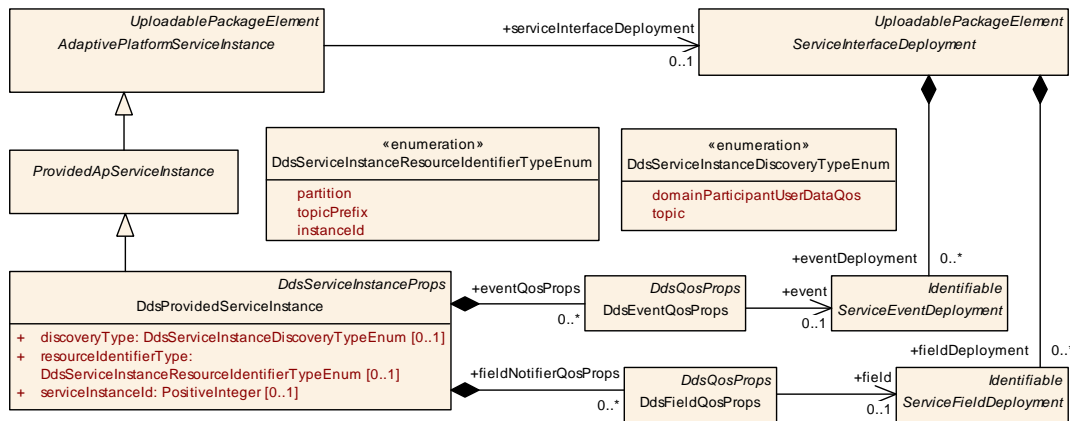 UploadablePackageElement
AdaptivePlatformServiceInstance
+serviceInterfaceDeployment
0..1
UploadablePackageElement
ServiceInterfaceDeployment
ProvidedApServiceInstance
«enumeration»
DdsServiceInstanceResourceIdentifierTypeEnum
partition
topicPrefix
instanceId
«enumeration»
DdsServiceInstanceDiscoveryTypeEnum
domainParticipantUserDataQos
topic
DdsServiceInstanceProps
DdsProvidedServiceInstance
+ discoveryType: DdsServiceInstanceDiscoveryTypeEnum [0..1]
+ resourceIdentifierType:
DdsServiceInstanceResourceIdentifierTypeEnum [0..1]
+ serviceInstanceId: PositiveInteger [0..1]
+eventQosProps
0..*
DdsQosProps
DdsEventQosProps
+event
0..1
+eventDeployment
0..*
Identifiable
ServiceEventDeployment
+fieldNotifierQosProps
0..*
DdsQosProps
DdsFieldQosProps
+field
0..1
+fieldDeployment
0..*
Identifiable
ServiceFieldDeployment